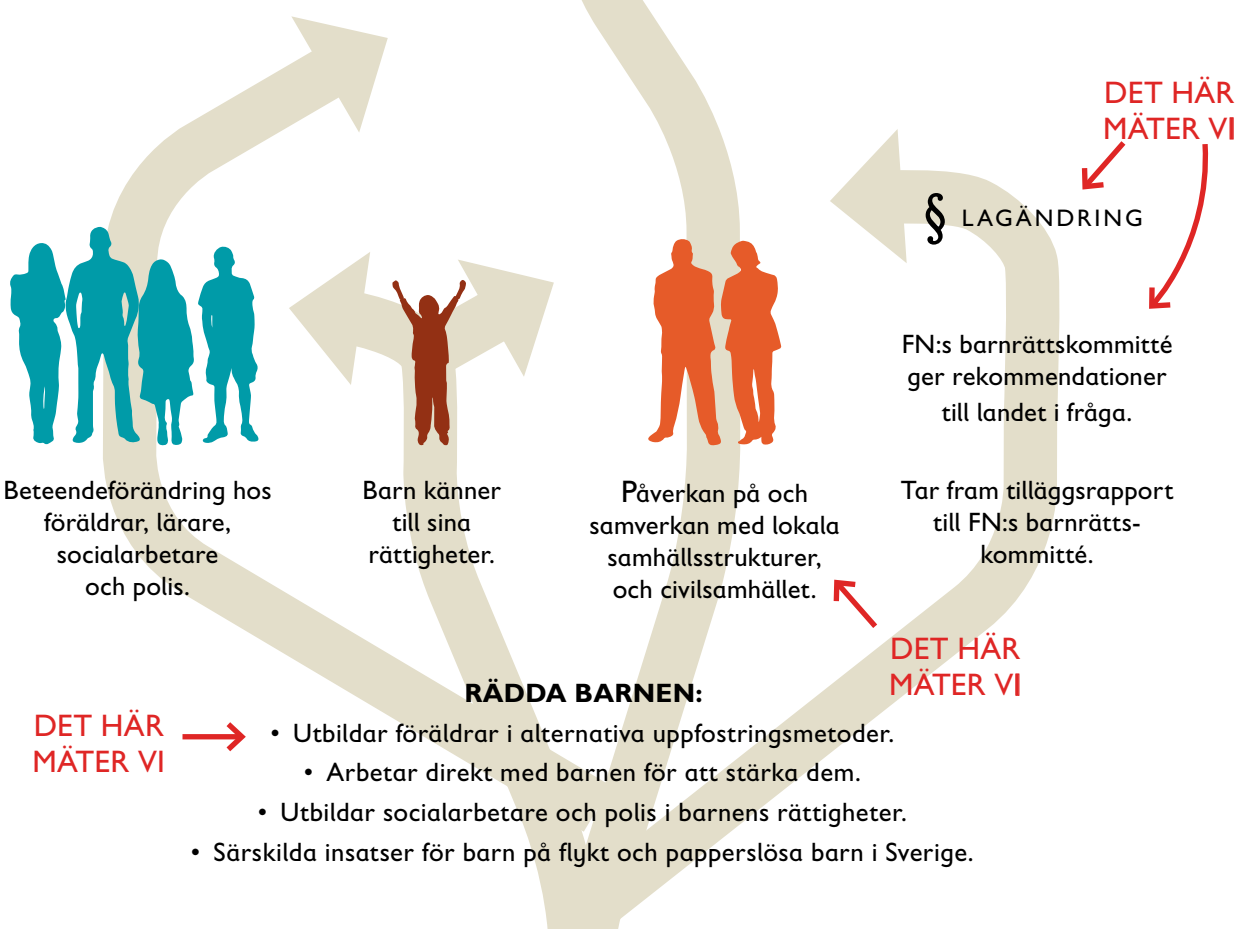 DET HÄR
MÄTER VI
§ LAGÄNDRING
FN:s barnrättskommitté
ger rekommendationer
till landet i fråga.
Beteendeförändring hos
föräldrar, lärare,
socialarbetare
och polis.
Barn känner
till sina
rättigheter.
Påverkan på och
samverkan med lokala
samhällsstrukturer,
och civilsamhället.
Tar fram tilläggsrapport
till FN:s barnrätts-
kommitté.
DET HÄR
MÄTER VI
RÄDDA BARNEN:
DET HÄR
MÄTER VI
• Utbildar föräldrar i alternativa uppfostringsmetoder.
• Arbetar direkt med barnen för att stärka dem.
• Utbildar socialarbetare och polis i barnens rättigheter.
• Särskilda insatser för barn på flykt och papperslösa barn i Sverige.